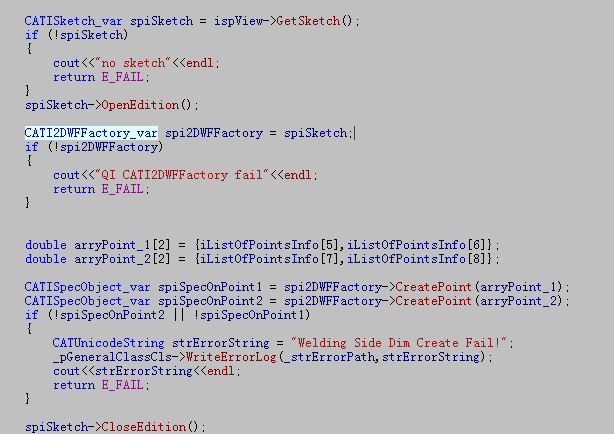 CATISketch_var spiSketch = ispView->GetSketch();
if (!spiSketch)
{
cout<<"no sketch"<<endl;
return E_FAIL;
}
spiSketch->OpenEdition();
CATI2DWFFactory_var spi2DWFFactory = spiSketch;
if (!spi2DWFFactory)
{
cout<<"QI CATI2DWFFactory fail"<<endl;
return E_FAIL;
}
double arryPoint_1[2] = {iListOfPointsInfo[5],iListOfPointsInfo[6]};
double arryPoint_2[2] = {iListOfPointsInfo[7],iListOfPointsInfo[8]};
CATISpecObject_var spiSpecOnPoint1 = spi2DWFFactory->CreatePoint(arryPoint_1);
CATISpecObject_var spiSpecOnPoint2 = spi2DWFFactory->CreatePoint(arryPoint_2);
if (!spiSpecOnPoint2 || !spiSpecOnPoint1)
{
CATUnicodeString strErrorString = "Welding Side Dim Create Fail!";
_pGeneralClassCls->WriteErrorLog(_strErrorPath,strErrorString);
cout<<strErrorString<<endl;
return E_FAIL;
}
spiSketch->CloseEdition();